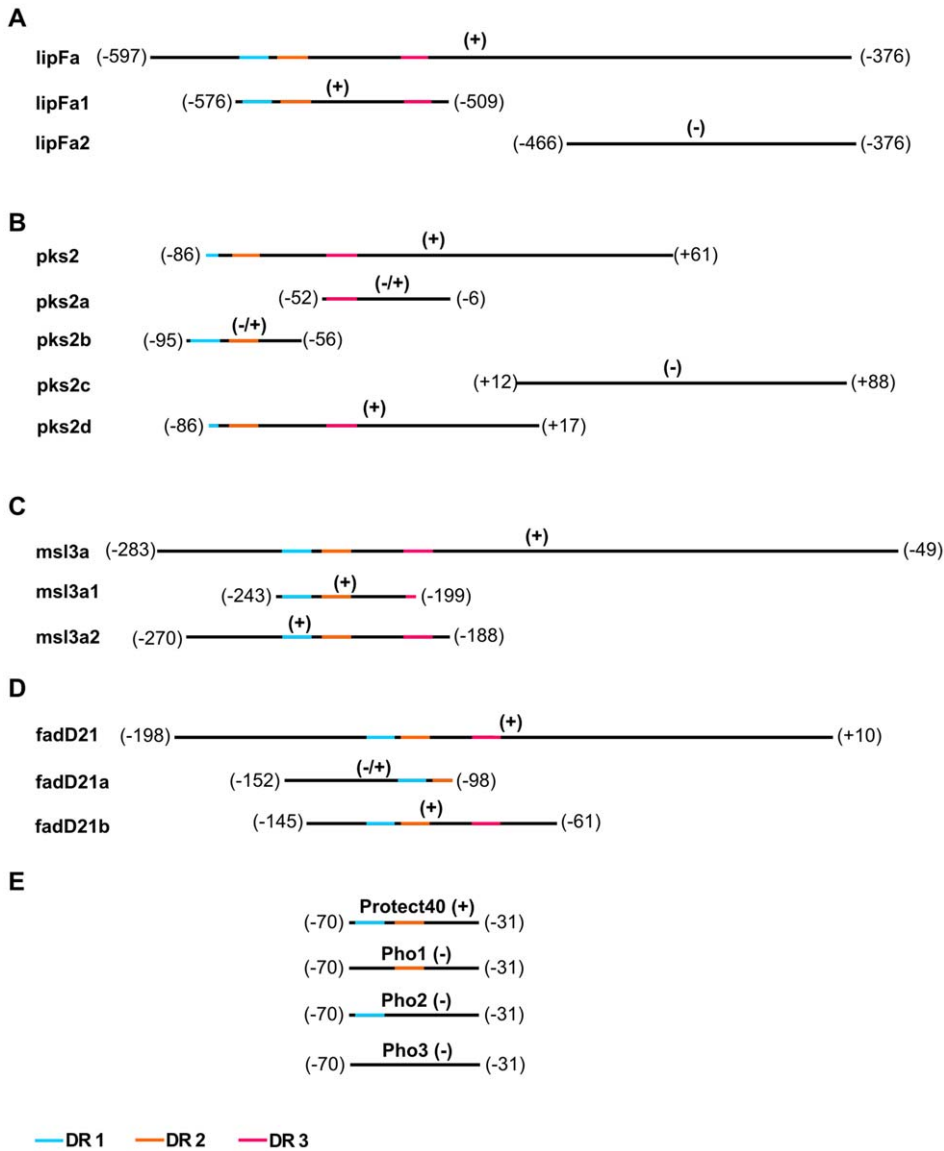 A
(+)
lipFa (-597) (-376)
(+)
lipFa1 (-576) (-509)
(-)
lipFa2 (-466) (-376)
B
(+)
pks2 (-86) (+61)
(-/+)
pks2a (-52) (-6)
(-/+)
pks2b (-95) (-56)
(-)
pks2c (+12) (+88)
(+)
pks2d (-86) (+17)
C
(+)
msl3a (-283) (-49)
(+)
msl3a1 (-243) (-199)
(+)
msl3a2 (-270) (-188)
D
(+)
fadD21 (-198) (+10)
(-/+)
fadD21a (-152) (-98)
(+)
fadD21b (-145) (-61)
E
Protect40 (+)
(-70) (-31)
Pho1 (-)
(-70) (-31)
Pho2 (-)
(-70) (-31)
Pho3 (-)
(-70) (-31)
DR 1 DR 2 DR 3